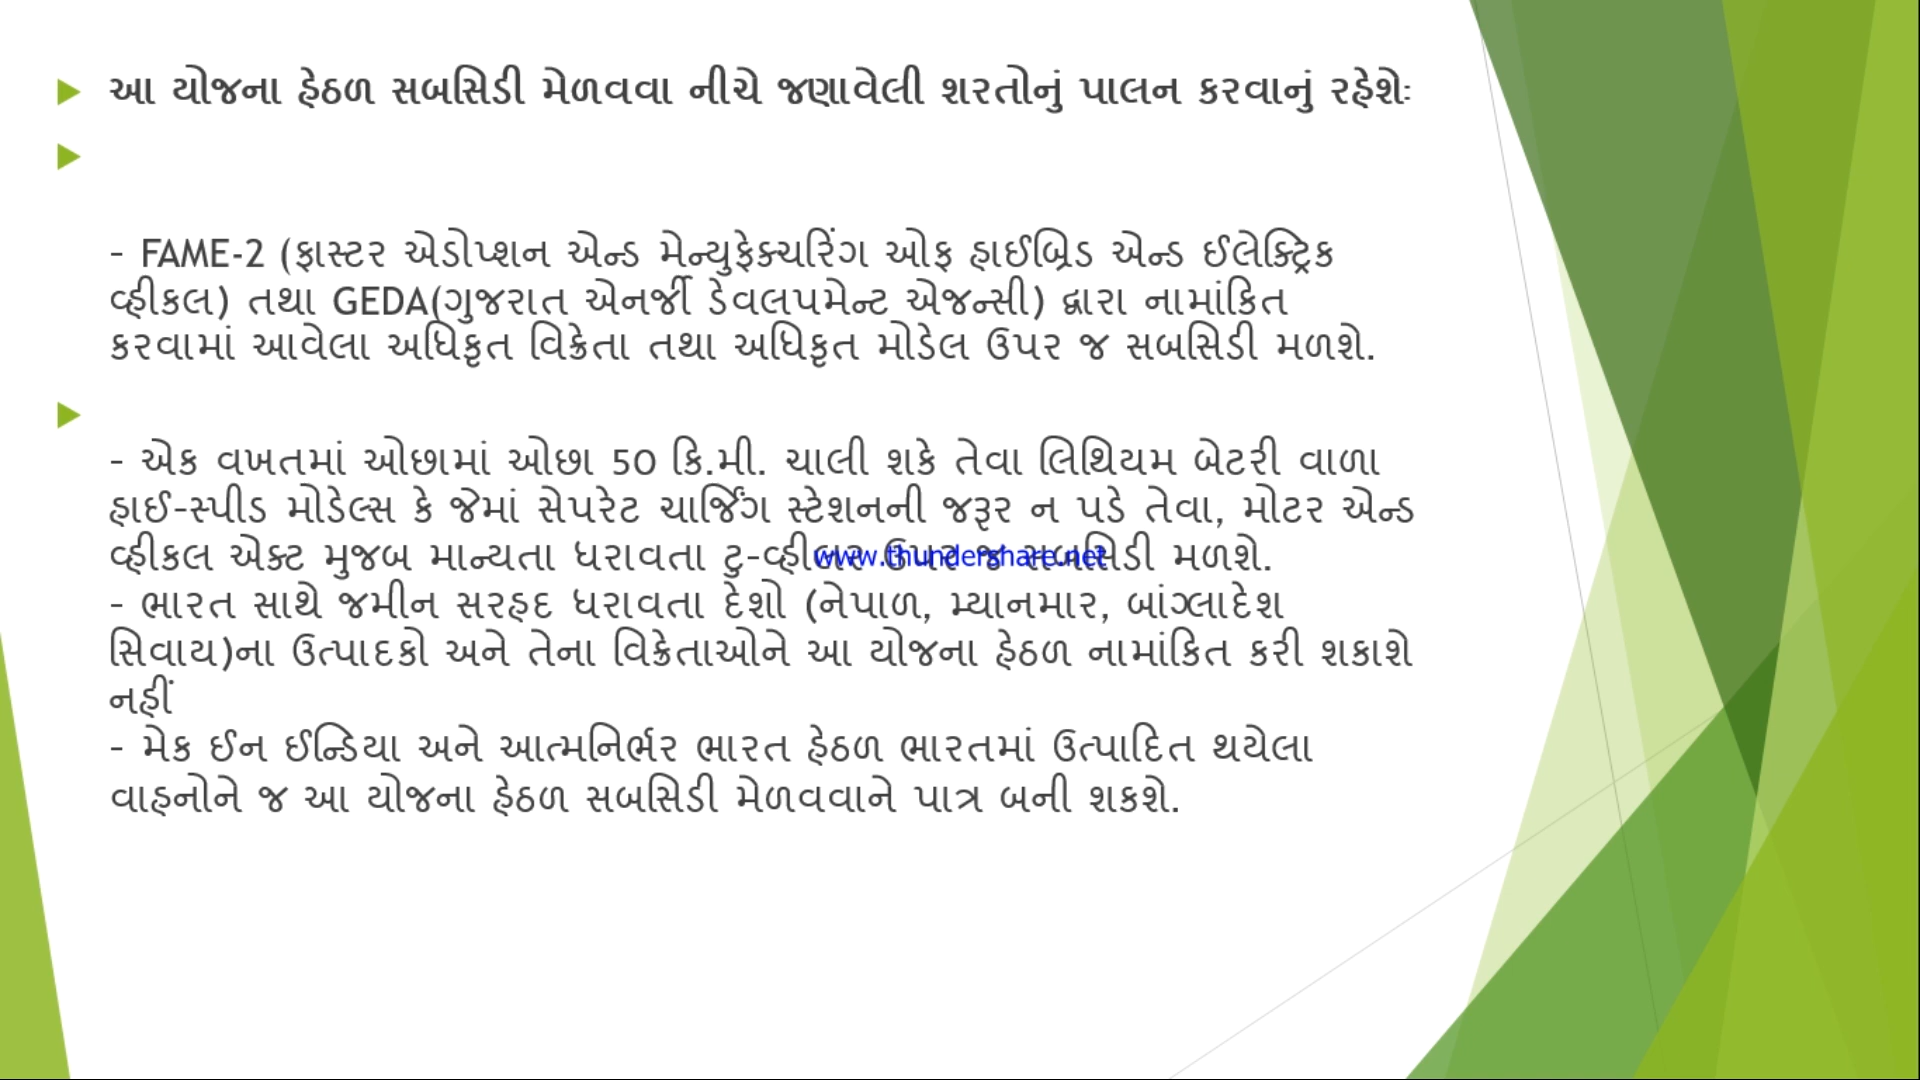 આ યોજના હેઠળ સબસિડી મેળવવા નીચે જણાવેલી શરતોનું પાલન કરવાનું રહેશેઃ
- FAME-2 (ફાસ્ટર એડોપ્શન એન્ડ મેન્યુફેક્ચરિંગ ઓફ હાઈબ્રિડ એન્ડ ઈલેક્ટ્રિક
વ્હીકલ) તથા GEDA(ગુજરાત એનર્જી ડેવલપમેન્ટ એજન્સી) દ્વારા નામાંકિત
કરવામાં આવેલા અધિકૃત વિક્રેતા તથા અધિકૃત મોડેલ ઉપર જ સબસિડી મળશે.
- એક વખતમાં ઓછામાં ઓછા 50 કિ.મી. ચાલી શકે તેવા લિથિયમ બેટરી વાળા
હાઈ-સ્પીડ મોડેલ્સ કે જેમાં સેપરેટ ચાર્જિંગ સ્ટેશનની જરૂર ન પડે તેવા, મોટર એન્ડ
વ્હીકલ એક્ટ મુજબ માન્યતા ધરાવતા ટુ-વ્હીલર ઉપર જ સબસિડી મળશે.
www.thundershare.net
- ભારત સાથે જમીન સરહદ ધરાવતા દેશો (નેપાળ, મ્યાનમાર, બાંગ્લાદેશ
સિવાય)ના ઉત્પાદકો અને તેના વિક્રેતાઓને આ યોજના હેઠળ નામાંકિત કરી શકાશે
નહીં
- મેક ઈન ઈન્ડિયા અને આત્મનિર્ભર ભારત હેઠળ ભારતમાં ઉત્પાદિત થયેલા
વાહનોને જ આ યોજના હેઠળ સબસિડી મેળવવાને પાત્ર બની શકશે.